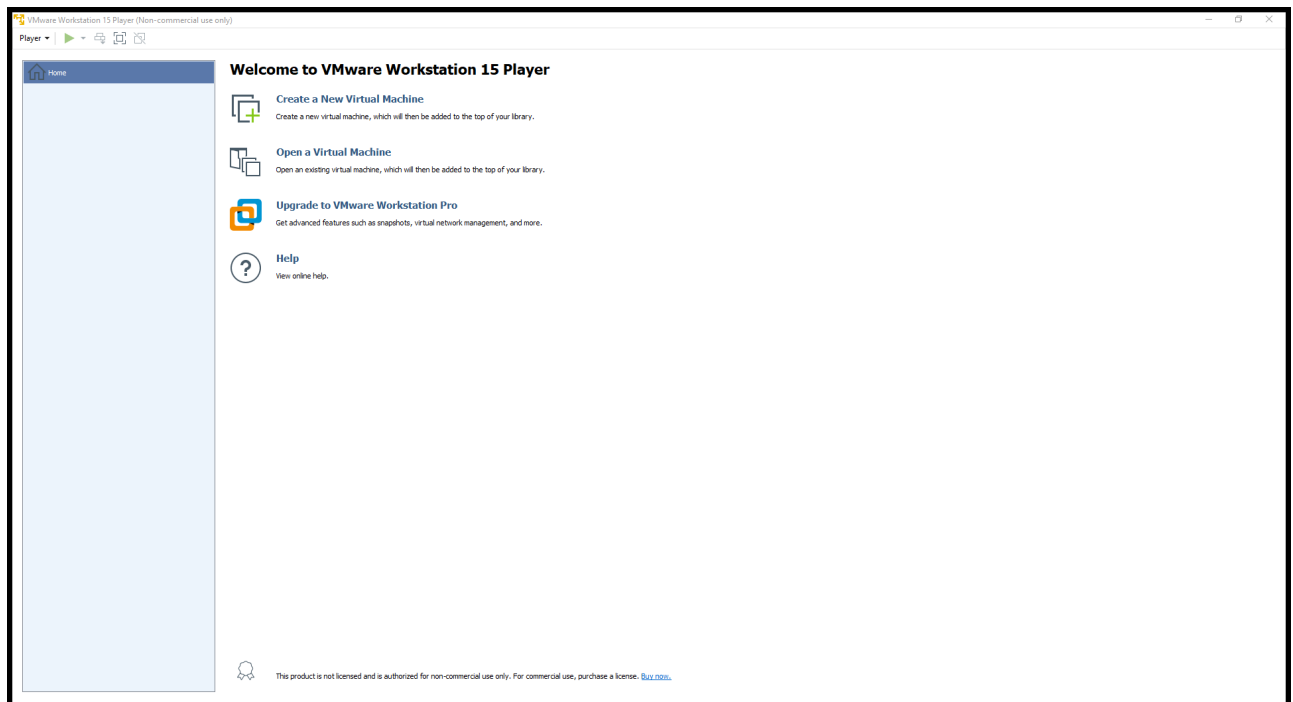 VMware Workstation 15 Player (Non-commercial use only)
Player
Home
Welcome to VMware Workstation 15 Player
Create a New Virtual Machine
Create a new virtual machine, which will then be added to the top of your library.
Open a Virtual Machine
Open an existing virtual machine, which will then be added to the top of your library.
Upgrade to VMware Workstation Pro
Get advanced features such as snapshots, virtual network management, and more.
Help
View online help.
This product is not licensed and is authorized for non-commercial use only. For commercial use, purchase a license. Buy now.